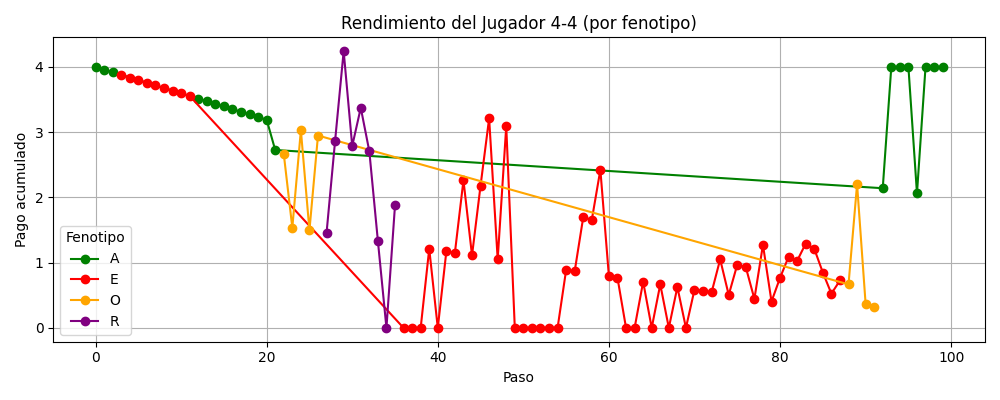 Rendimiento del Jugador 4-4 (por fenotipo)
Pago acumulado
4
3
2
1
0
Fenotipo
A
E
O
R
0 20 40 60 80 100
Paso